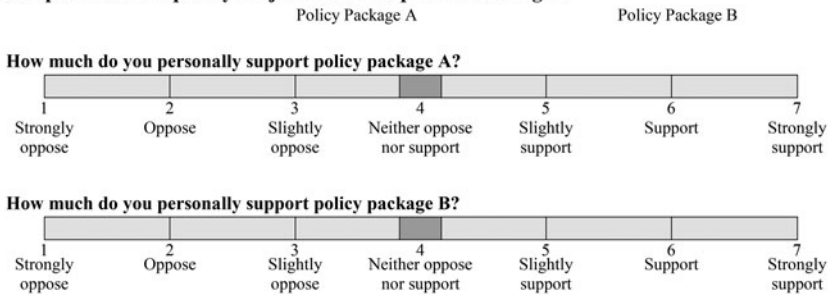 Policy Package A Policy Package B
How much do you personally support policy package A?
1 2 3 4 5 6 7
Strongly oppose Oppose Slightly oppose Neither oppose nor support Slightly support Support Strongly support
How much do you personally support policy package B?
1 2 3 4 5 6 7
Strongly oppose Oppose Slightly oppose Neither oppose nor support Slightly support Support Strongly support